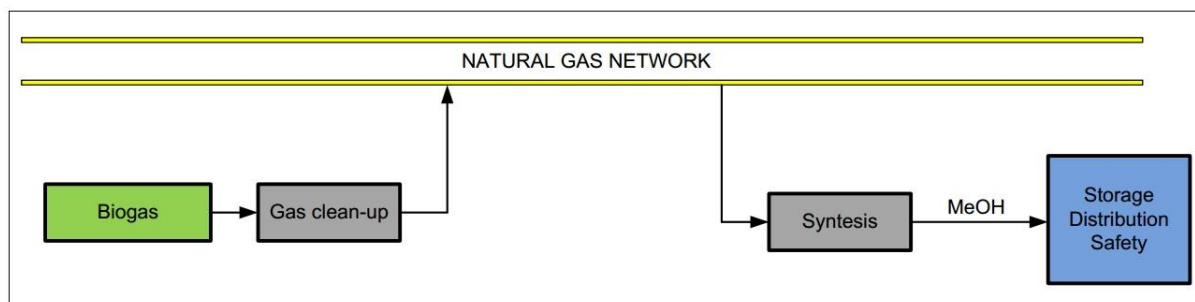 NATURAL GAS NETWORK
Biogas
Gas clean-up
Syntesis
MeOH
Storage
Distribution
Safety